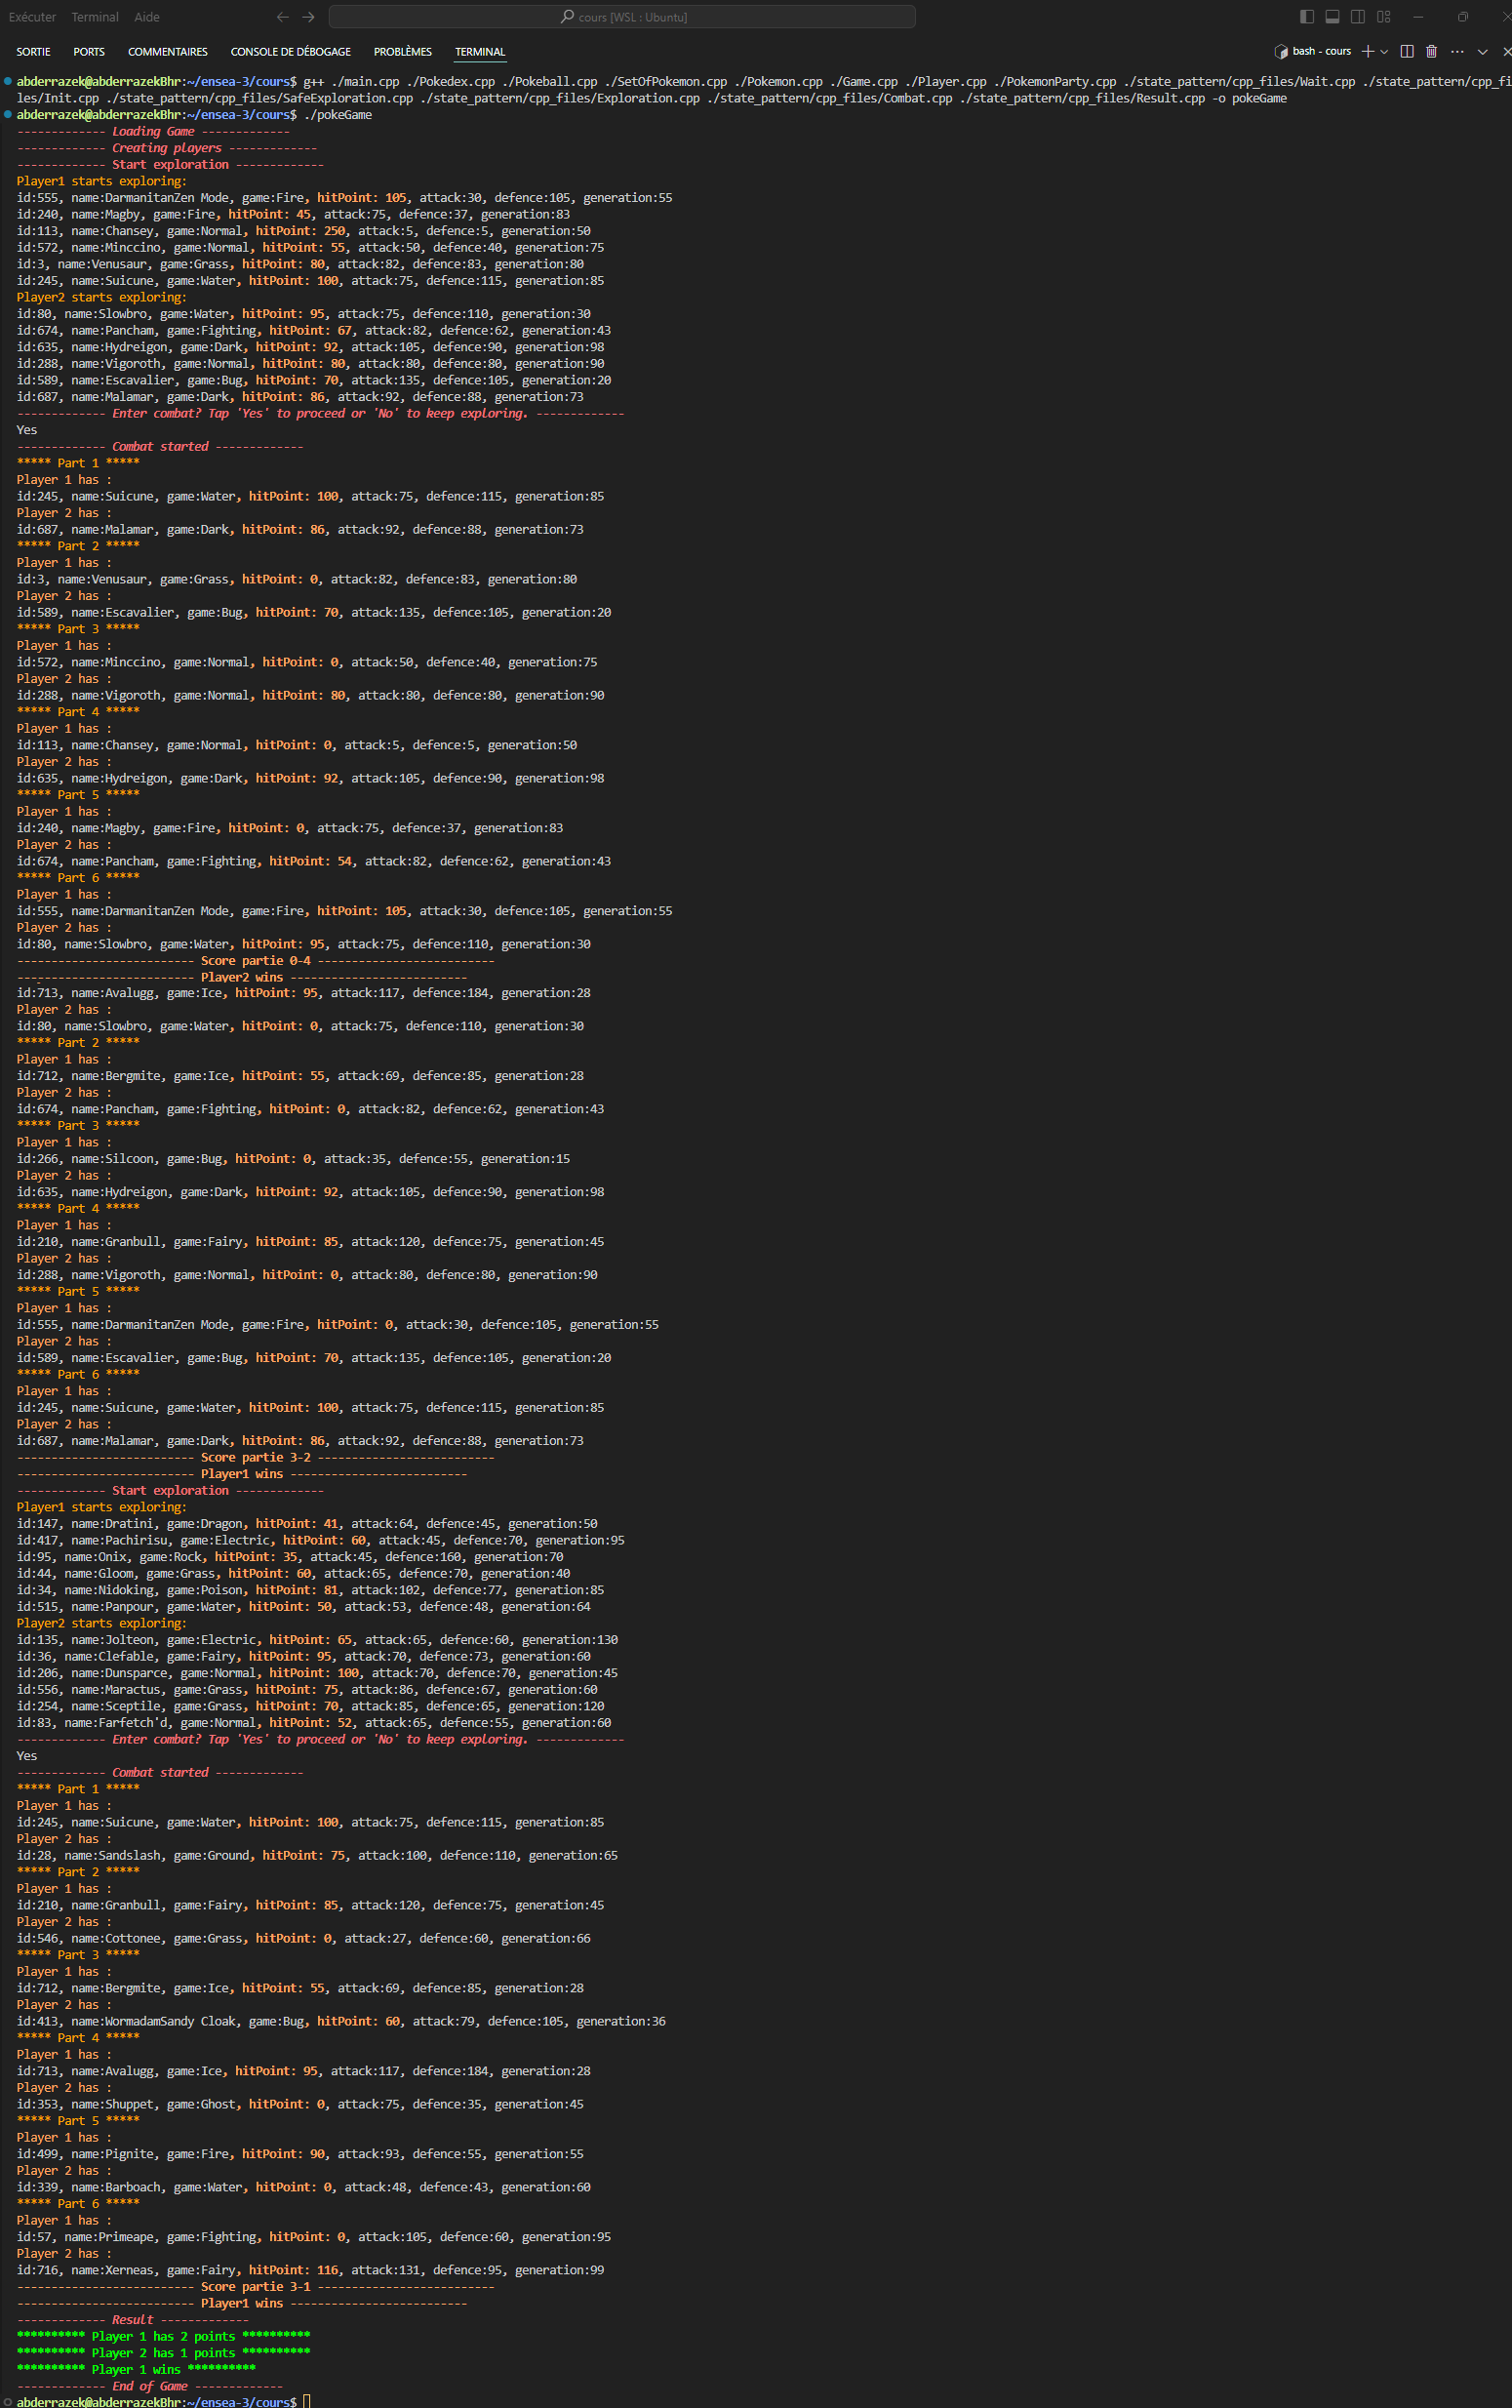 Exécuter Terminal Aide
cours [WSL : Ubuntu]
SORTIE PORTS COMMENTAIRES CONSOLE DE DÉBOGAGE PROBLÈMES TERMINAL
bash - cours
abderrazek@abderrazekBhr:~/ensea-3/cours$ g++ ./main.cpp ./Pokedex.cpp ./Pokeball.cpp ./SetOfPokemon.cpp ./Pokemon.cpp ./Game.cpp ./Player.cpp ./PokemonParty.cpp ./state_pattern/cpp_files/Wait.cpp ./state_pattern/cpp_fi
les/Init.cpp ./state_pattern/cpp_files/SafeExploration.cpp ./state_pattern/cpp_files/Exploration.cpp ./state_pattern/cpp_files/Combat.cpp ./state_pattern/cpp_files/Result.cpp -o pokeGame
abderrazek@abderrazekBhr:~/ensea-3/cours$ ./pokeGame
------------- Loading Game -------------
------------- Creating players -------------
------------- Start exploration -------------
Player1 starts exploring:
id:555, name:DarmanitanZen Mode, game:Fire, hitPoint: 105, attack:30, defence:105, generation:55
id:240, name:Magby, game:Fire, hitPoint: 45, attack:75, defence:37, generation:83
id:113, name:Chansey, game:Normal, hitPoint: 250, attack:5, defence:5, generation:50
id:572, name:Minccino, game:Normal, hitPoint: 55, attack:50, defence:40, generation:75
id:3, name:Venusaur, game:Grass, hitPoint: 80, attack:82, defence:83, generation:80
id:245, name:Suicune, game:Water, hitPoint: 100, attack:75, defence:115, generation:85
Player2 starts exploring:
id:80, name:Slowbro, game:Water, hitPoint: 95, attack:75, defence:110, generation:30
id:674, name:Pancham, game:Fighting, hitPoint: 67, attack:82, defence:62, generation:43
id:635, name:Hydreigon, game:Dark, hitPoint: 92, attack:105, defence:90, generation:98
id:288, name:Vigoroth, game:Normal, hitPoint: 80, attack:80, defence:80, generation:90
id:589, name:Escavalier, game:Bug, hitPoint: 70, attack:135, defence:105, generation:20
id:687, name:Malamar, game:Dark, hitPoint: 86, attack:92, defence:88, generation:73
------------- Enter combat? Tap 'Yes' to proceed or 'No' to keep exploring. -------------
Yes
------------- Combat started -------------
***** Part 1 *****
Player 1 has :
id:245, name:Suicune, game:Water, hitPoint: 100, attack:75, defence:115, generation:85
Player 2 has :
id:687, name:Malamar, game:Dark, hitPoint: 86, attack:92, defence:88, generation:73
***** Part 2 *****
Player 1 has :
id:3, name:Venusaur, game:Grass, hitPoint: 0, attack:82, defence:83, generation:80
Player 2 has :
id:589, name:Escavalier, game:Bug, hitPoint: 70, attack:135, defence:105, generation:20
***** Part 3 *****
Player 1 has :
id:572, name:Minccino, game:Normal, hitPoint: 0, attack:50, defence:40, generation:75
Player 2 has :
id:288, name:Vigoroth, game:Normal, hitPoint: 80, attack:80, defence:80, generation:90
***** Part 4 *****
Player 1 has :
id:113, name:Chansey, game:Normal, hitPoint: 0, attack:5, defence:5, generation:50
Player 2 has :
id:635, name:Hydreigon, game:Dark, hitPoint: 92, attack:105, defence:90, generation:98
***** Part 5 *****
Player 1 has :
id:240, name:Magby, game:Fire, hitPoint: 0, attack:75, defence:37, generation:83
Player 2 has :
id:674, name:Pancham, game:Fighting, hitPoint: 54, attack:82, defence:62, generation:43
***** Part 6 *****
Player 1 has :
id:555, name:DarmanitanZen Mode, game:Fire, hitPoint: 105, attack:30, defence:105, generation:55
Player 2 has :
id:80, name:Slowbro, game:Water, hitPoint: 95, attack:75, defence:110, generation:30
-------------------------- Score partie 0-4 --------------------------
-------------------------- Player2 wins --------------------------
id:713, name:Avalugg, game:Ice, hitPoint: 95, attack:117, defence:184, generation:28
Player 2 has :
id:80, name:Slowbro, game:Water, hitPoint: 0, attack:75, defence:110, generation:30
***** Part 2 *****
Player 1 has :
id:712, name:Bergmite, game:Ice, hitPoint: 55, attack:69, defence:85, generation:28
Player 2 has :
id:674, name:Pancham, game:Fighting, hitPoint: 0, attack:82, defence:62, generation:43
***** Part 3 *****
Player 1 has :
id:266, name:Silcoon, game:Bug, hitPoint: 0, attack:35, defence:55, generation:15
Player 2 has :
id:635, name:Hydreigon, game:Dark, hitPoint: 92, attack:105, defence:90, generation:98
***** Part 4 *****
Player 1 has :
id:210, name:Granbull, game:Fairy, hitPoint: 85, attack:120, defence:75, generation:45
Player 2 has :
id:288, name:Vigoroth, game:Normal, hitPoint: 0, attack:80, defence:80, generation:90
***** Part 5 *****
Player 1 has :
id:555, name:DarmanitanZen Mode, game:Fire, hitPoint: 0, attack:30, defence:105, generation:55
Player 2 has :
id:589, name:Escavalier, game:Bug, hitPoint: 70, attack:135, defence:105, generation:20
***** Part 6 *****
Player 1 has :
id:245, name:Suicune, game:Water, hitPoint: 100, attack:75, defence:115, generation:85
Player 2 has :
id:687, name:Malamar, game:Dark, hitPoint: 86, attack:92, defence:88, generation:73
-------------------------- Score partie 3-2 --------------------------
-------------------------- Player1 wins --------------------------
------------- Start exploration -------------
Player1 starts exploring:
id:147, name:Dratini, game:Dragon, hitPoint: 41, attack:64, defence:45, generation:50
id:417, name:Pachirisu, game:Electric, hitPoint: 60, attack:45, defence:70, generation:95
id:95, name:Onix, game:Rock, hitPoint: 35, attack:45, defence:160, generation:70
id:44, name:Gloom, game:Grass, hitPoint: 60, attack:65, defence:70, generation:40
id:34, name:Nidoking, game:Poison, hitPoint: 81, attack:102, defence:77, generation:85
id:515, name:Panpour, game:Water, hitPoint: 50, attack:53, defence:48, generation:64
Player2 starts exploring:
id:135, name:Jolteon, game:Electric, hitPoint: 65, attack:65, defence:60, generation:130
id:36, name:Clefable, game:Fairy, hitPoint: 95, attack:70, defence:73, generation:60
id:206, name:Dunsparce, game:Normal, hitPoint: 100, attack:70, defence:70, generation:45
id:556, name:Maractus, game:Grass, hitPoint: 75, attack:86, defence:67, generation:60
id:254, name:Sceptile, game:Grass, hitPoint: 70, attack:85, defence:65, generation:120
id:83, name:Farfetch'd, game:Normal, hitPoint: 52, attack:65, defence:55, generation:60
------------- Enter combat? Tap 'Yes' to proceed or 'No' to keep exploring. -------------
Yes
------------- Combat started -------------
***** Part 1 *****
Player 1 has :
id:245, name:Suicune, game:Water, hitPoint: 100, attack:75, defence:115, generation:85
Player 2 has :
id:28, name:Sandslash, game:Ground, hitPoint: 75, attack:100, defence:110, generation:65
***** Part 2 *****
Player 1 has :
id:210, name:Granbull, game:Fairy, hitPoint: 85, attack:120, defence:75, generation:45
Player 2 has :
id:546, name:Cottonee, game:Grass, hitPoint: 0, attack:27, defence:60, generation:66
***** Part 3 *****
Player 1 has :
id:712, name:Bergmite, game:Ice, hitPoint: 55, attack:69, defence:85, generation:28
Player 2 has :
id:413, name:WormadamSandy Cloak, game:Bug, hitPoint: 60, attack:79, defence:105, generation:36
***** Part 4 *****
Player 1 has :
id:713, name:Avalugg, game:Ice, hitPoint: 95, attack:117, defence:184, generation:28
Player 2 has :
id:353, name:Shuppet, game:Ghost, hitPoint: 0, attack:75, defence:35, generation:45
***** Part 5 *****
Player 1 has :
id:499, name:Pignite, game:Fire, hitPoint: 90, attack:93, defence:55, generation:55
Player 2 has :
id:339, name:Barboach, game:Water, hitPoint: 0, attack:48, defence:43, generation:60
***** Part 6 *****
Player 1 has :
id:57, name:Primeape, game:Fighting, hitPoint: 0, attack:105, defence:60, generation:95
Player 2 has :
id:716, name:Xerneas, game:Fairy, hitPoint: 116, attack:131, defence:95, generation:99
-------------------------- Score partie 3-1 --------------------------
-------------------------- Player1 wins --------------------------
------------- Result -------------
********** Player 1 has 2 points **********
********** Player 2 has 1 points **********
********** Player 1 wins **********
------------- End of Game -------------
abderrazek@abderrazekBhr:~/ensea-3/cours$